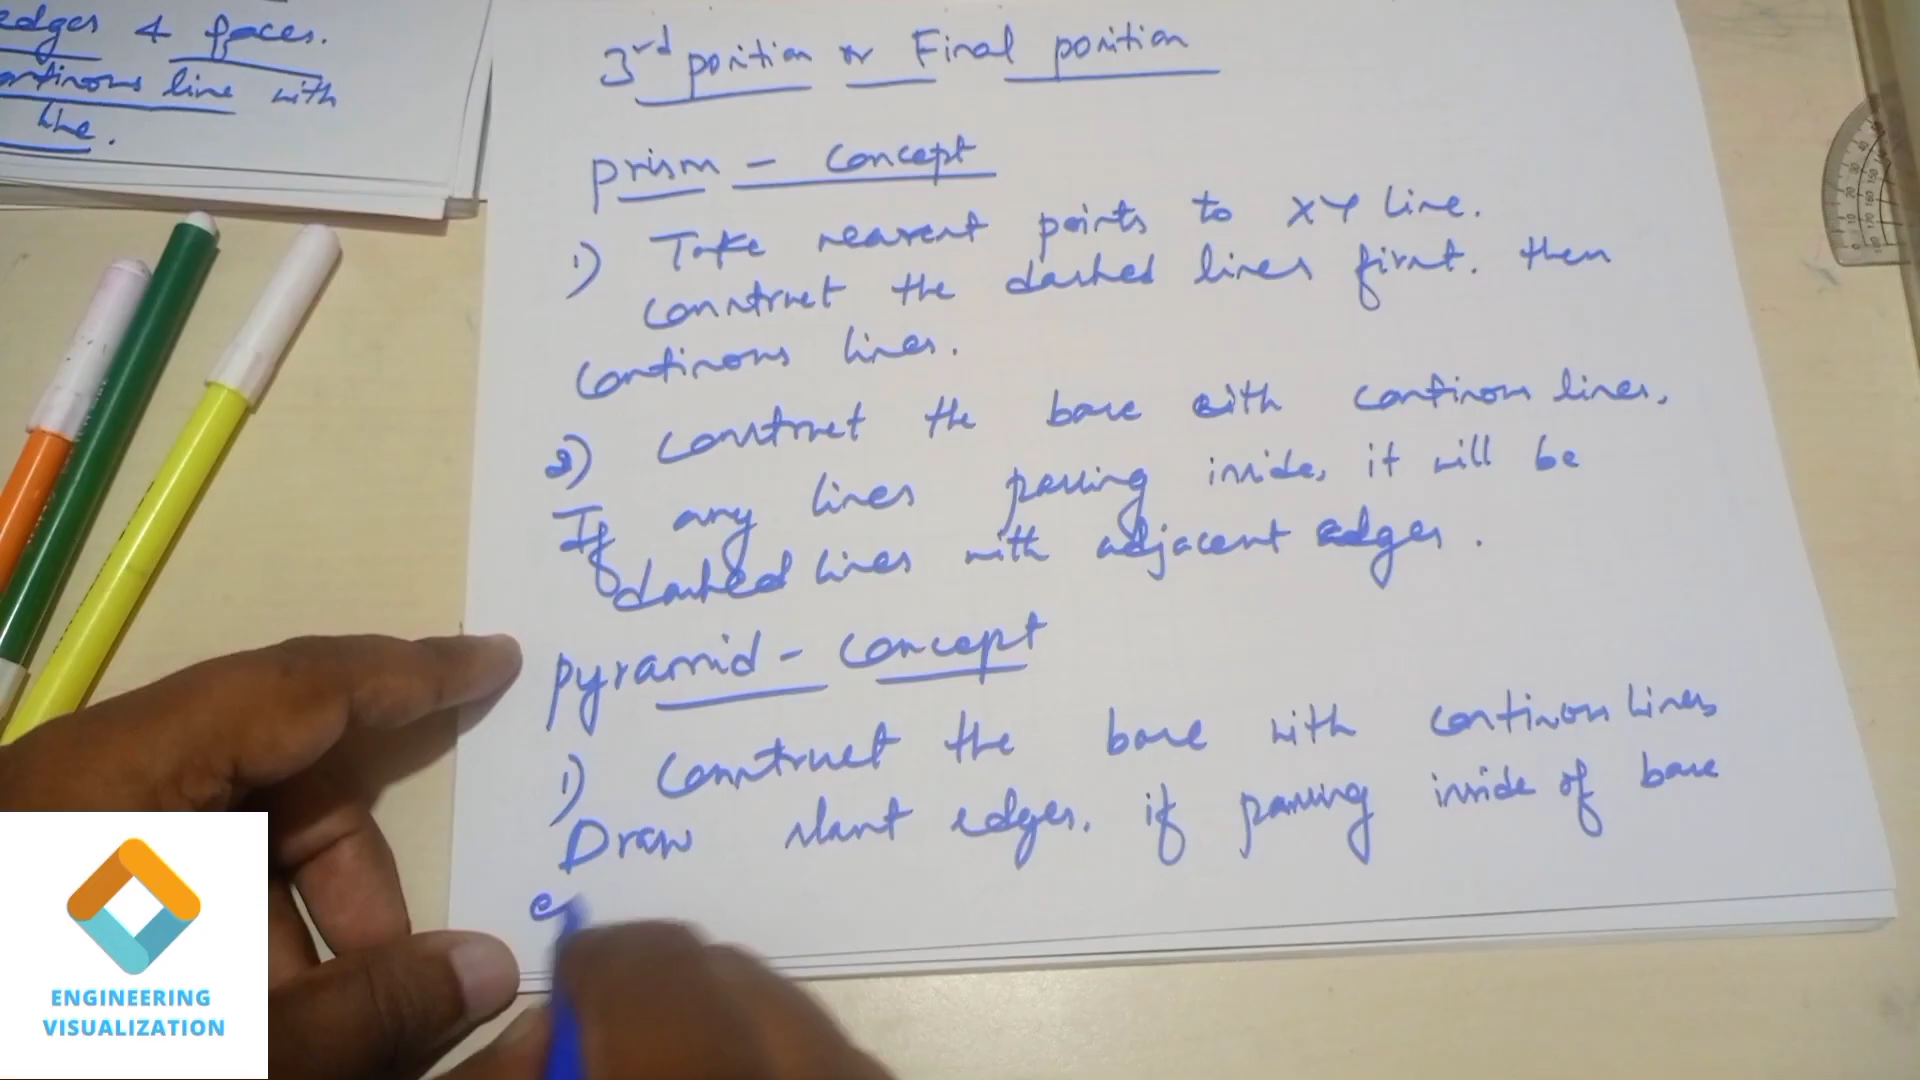 edges & faces.
continous line with
line.
3rd position or Final position
prism - concept
1) Take nearest points to XY line.
construct the dashed lines first. then
continous lines.
2) construct the base with continous lines.
If any lines passing inside, it will be
dashed lines with adjacent edges.
pyramid - concept
1) construct the base with continous lines
Draw slant edges. if passing inside of base
ENGINEERING
VISUALIZATION